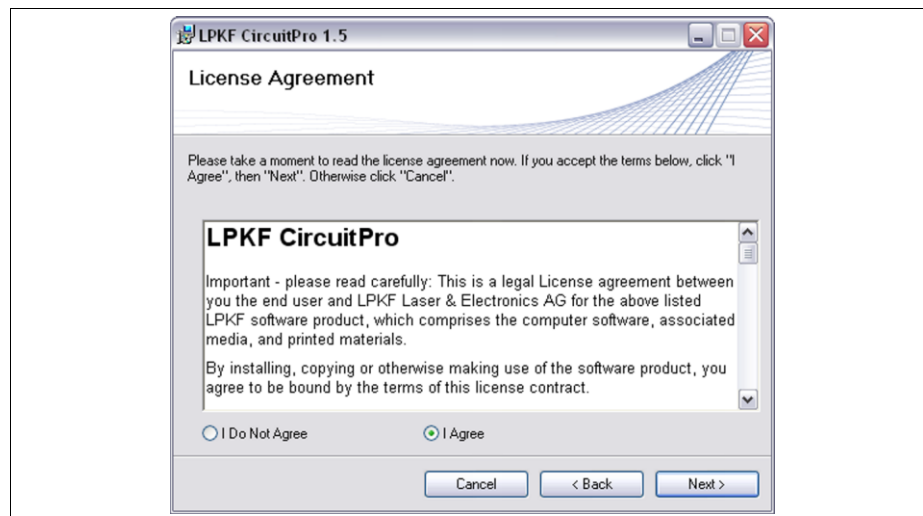 LPKF CircuitPro 1.5
License Agreement
Please take a moment to read the license agreement now. If you accept the terms below, click "I
Agree", then "Next". Otherwise click "Cancel".
LPKF CircuitPro
Important - please read carefully: This is a legal License agreement between
you the end user and LPKF Laser & Electronics AG for the above listed
LPKF software product, which comprises the computer software, associated
media, and printed materials.
By installing, copying or otherwise making use of the software product, you
agree to be bound by the terms of this license contract.
I Do Not Agree I Agree
Cancel < Back Next >